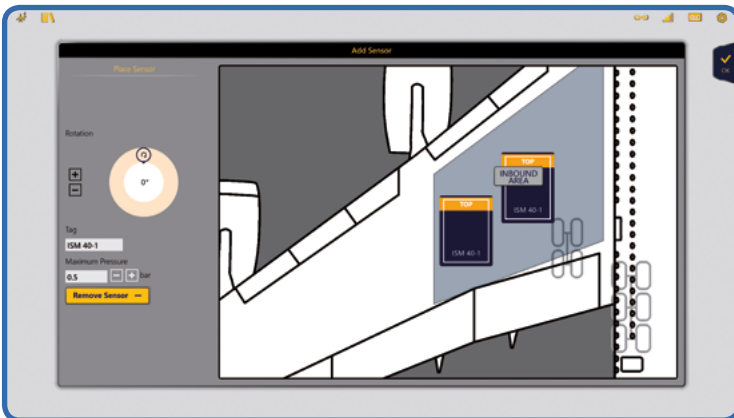 Add Sensor
Place Sensor
OK
Rotation
0°
Tag
ISM 40-1
Maximum Pressure
0.5
bar
Remove Sensor
TOP
INBOUND
AREA
ISM 40-1
TOP
ISM 40-1